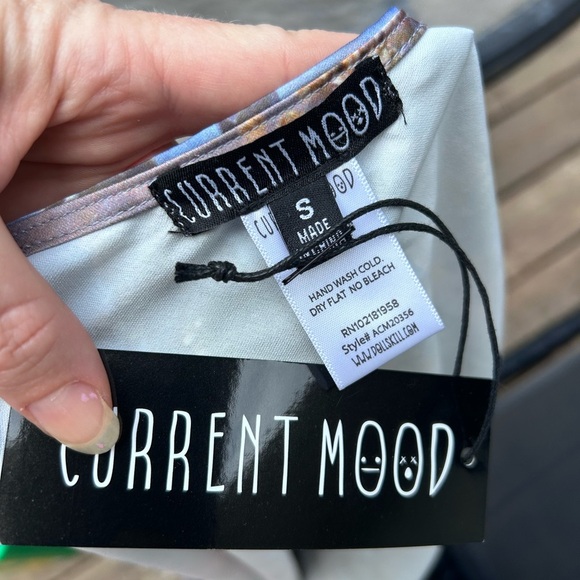 CURRENT MOOD
S
MADE
HAND WASH COLD.
DRY FLAT NO BLEACH
RN102181958
Style# ACM20356
WWW.DOLLSKILL.COM
CURRENT MOOD